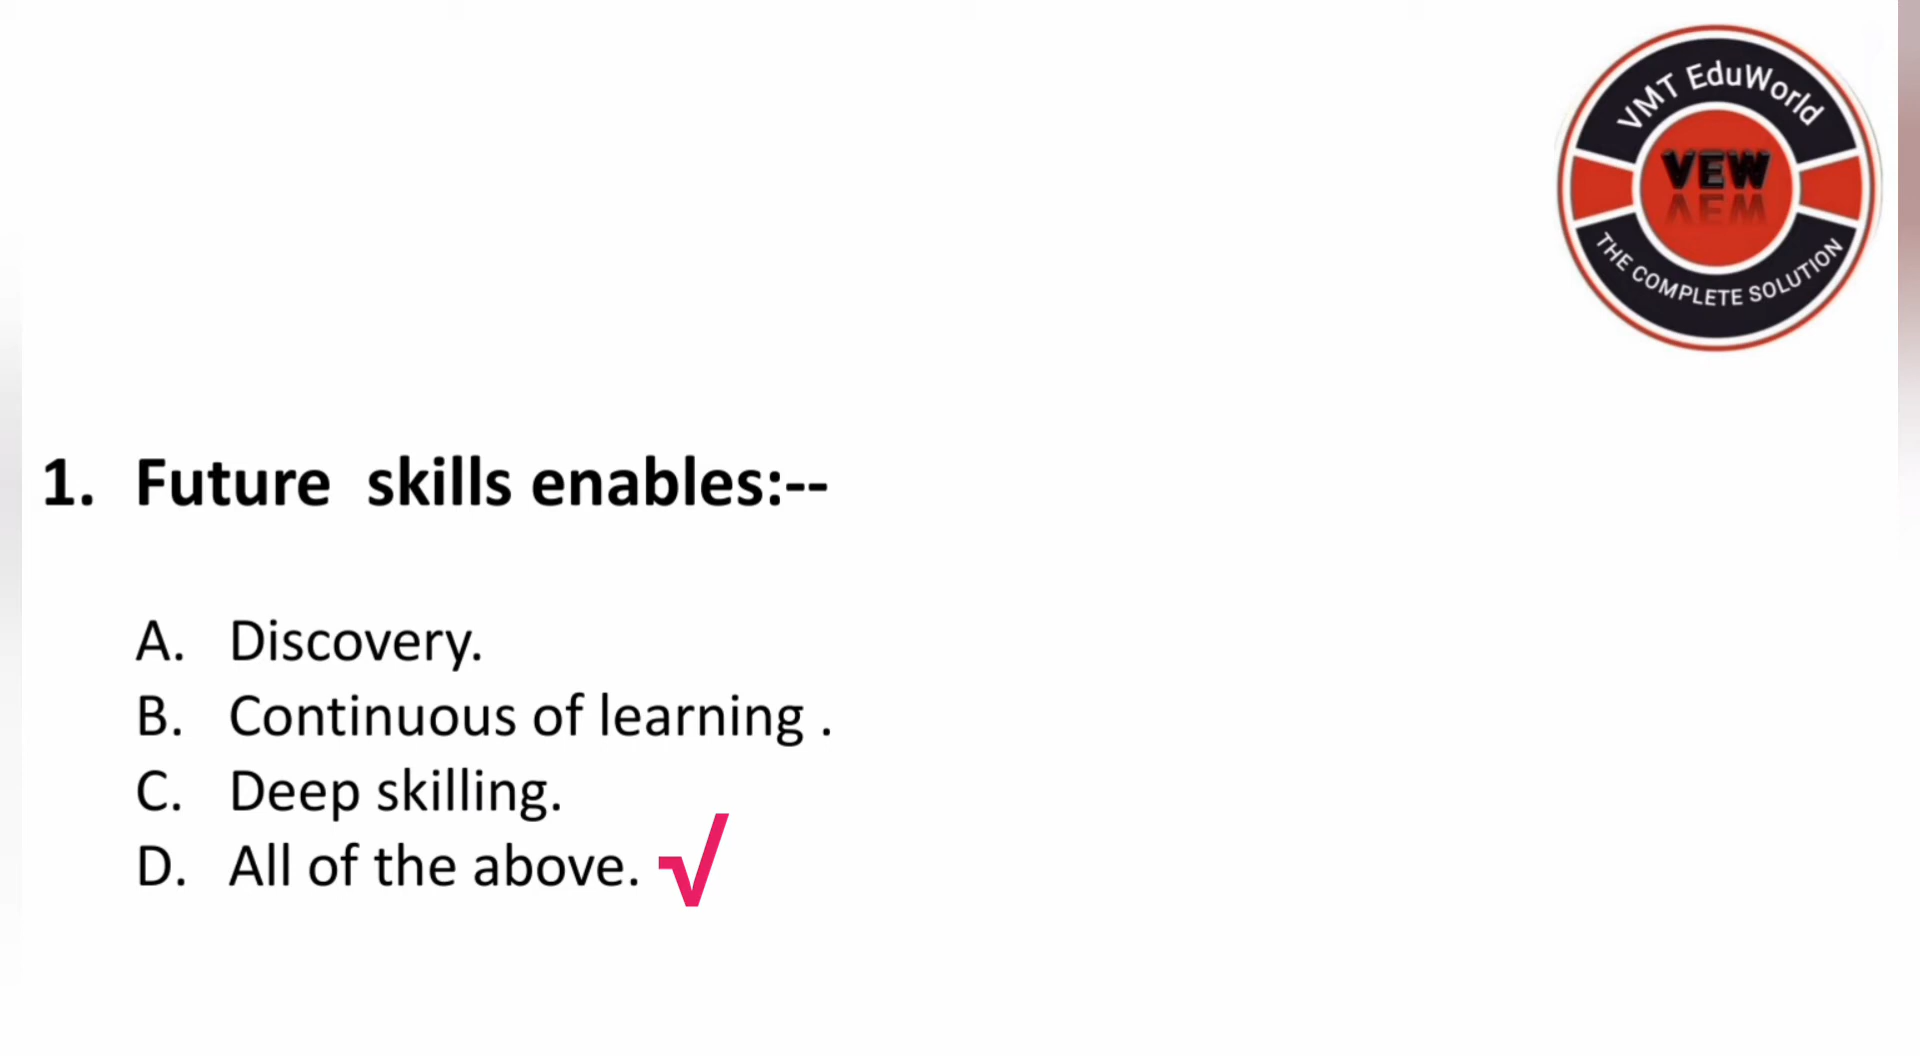 VMT EduWorld
VEW
THE COMPLETE SOLUTION
1. Future skills enables:--
A. Discovery.
B. Continuous of learning .
C. Deep skilling.
D. All of the above. √